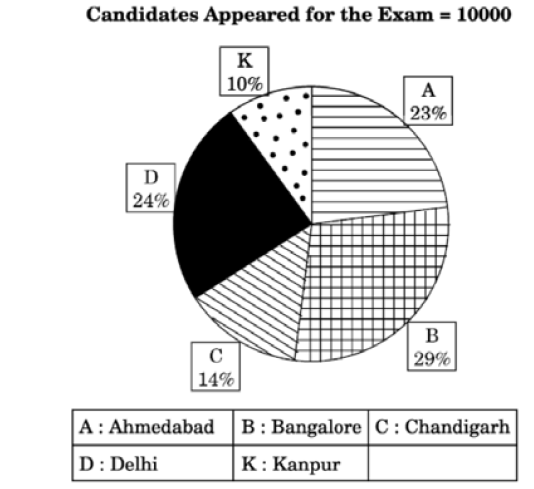 Candidates Appeared for the Exam = 10000
K
10%
A
23%
D
24%
B
29%
C
14%
A : Ahmedabad B : Bangalore C : Chandigarh
D : Delhi K : Kanpur